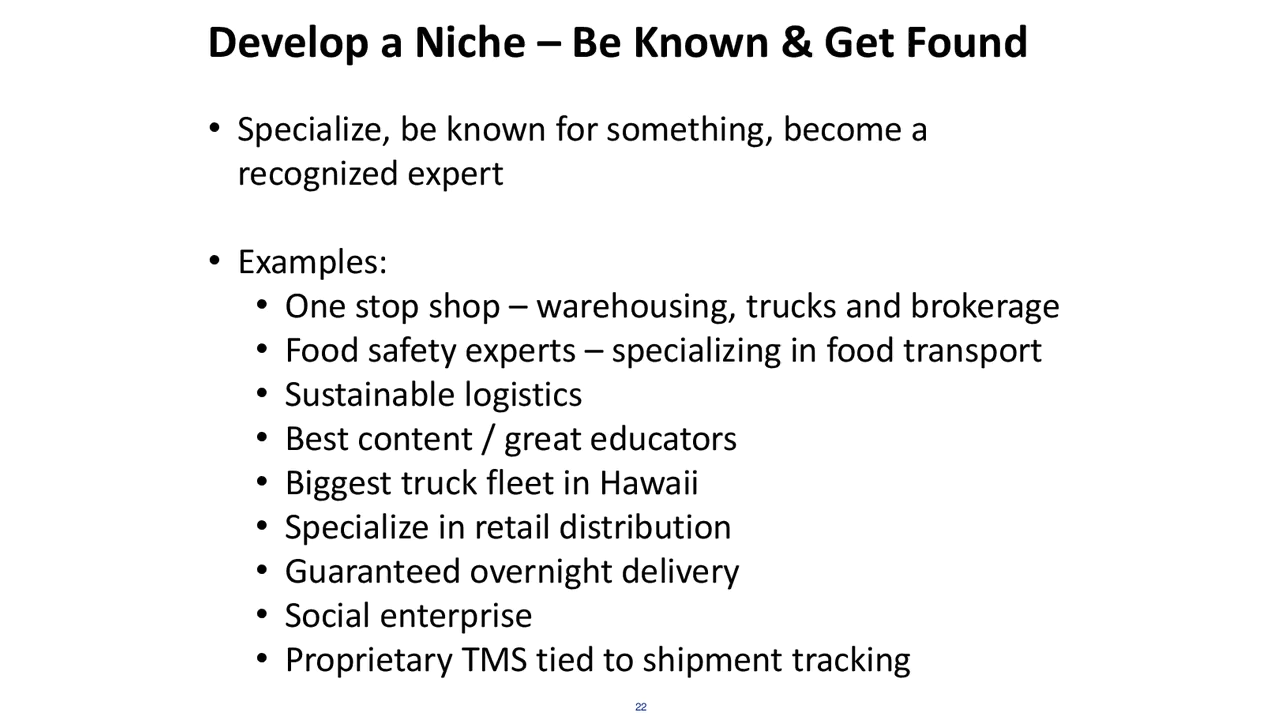 Develop a Niche – Be Known & Get Found
• Specialize, be known for something, become a
recognized expert
• Examples:
• One stop shop – warehousing, trucks and brokerage
• Food safety experts – specializing in food transport
• Sustainable logistics
• Best content / great educators
• Biggest truck fleet in Hawaii
• Specialize in retail distribution
• Guaranteed overnight delivery
• Social enterprise
• Proprietary TMS tied to shipment tracking
22